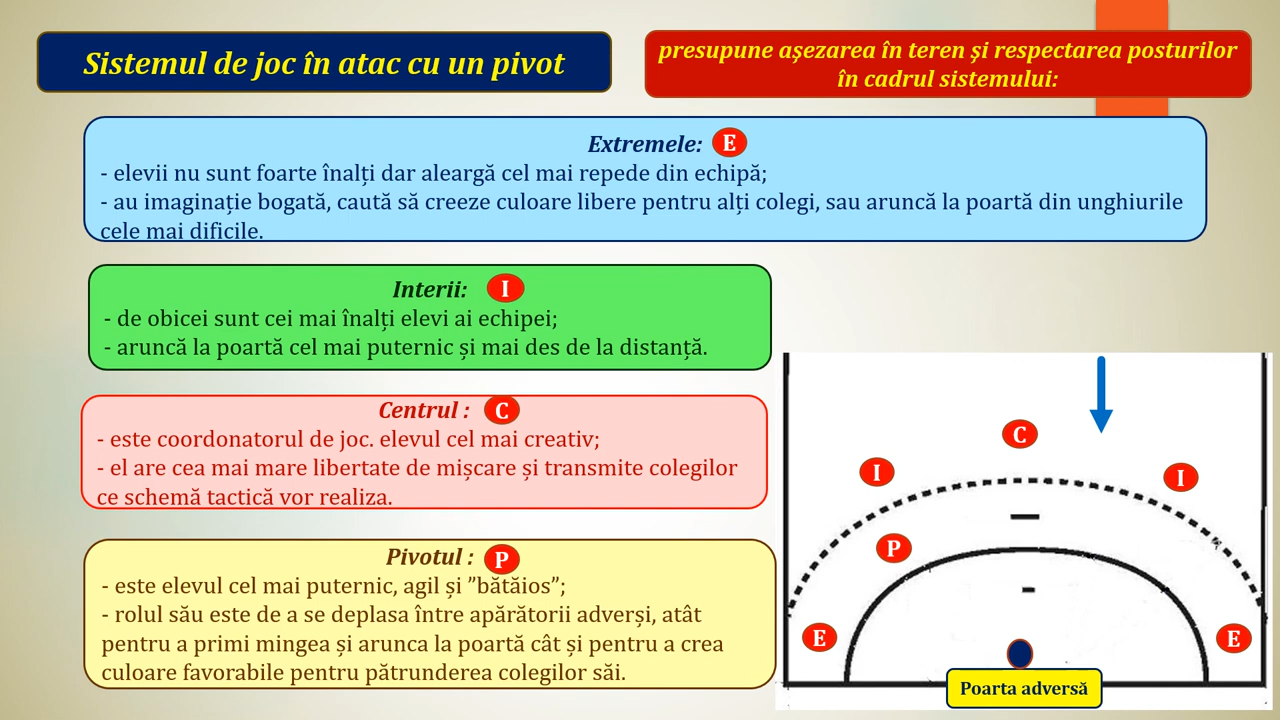 Sistemul de joc în atac cu un pivot
presupune așezarea în teren și respectarea posturilor
în cadrul sistemului:
Extremele: E
- elevii nu sunt foarte înalți dar aleargă cel mai repede din echipă;
- au imaginație bogată, caută să creeze culoare libere pentru alți colegi, sau aruncă la poartă din unghiurile
cele mai dificile.
Interii: I
- de obicei sunt cei mai înalți elevi ai echipei;
- aruncă la poartă cel mai puternic și mai des de la distanță.
Centrul : C
- este coordonatorul de joc. elevul cel mai creativ;
- el are cea mai mare libertate de mișcare și transmite colegilor
ce schemă tactică vor realiza.
Pivotul : P
- este elevul cel mai puternic, agil și ”bătăios”;
- rolul său este de a se deplasa între apărătorii adverși, atât
pentru a primi mingea și arunca la poartă cât și pentru a crea
culoare favorabile pentru pătrunderea colegilor săi.
C
I
I
P
E
E
Poarta adversă